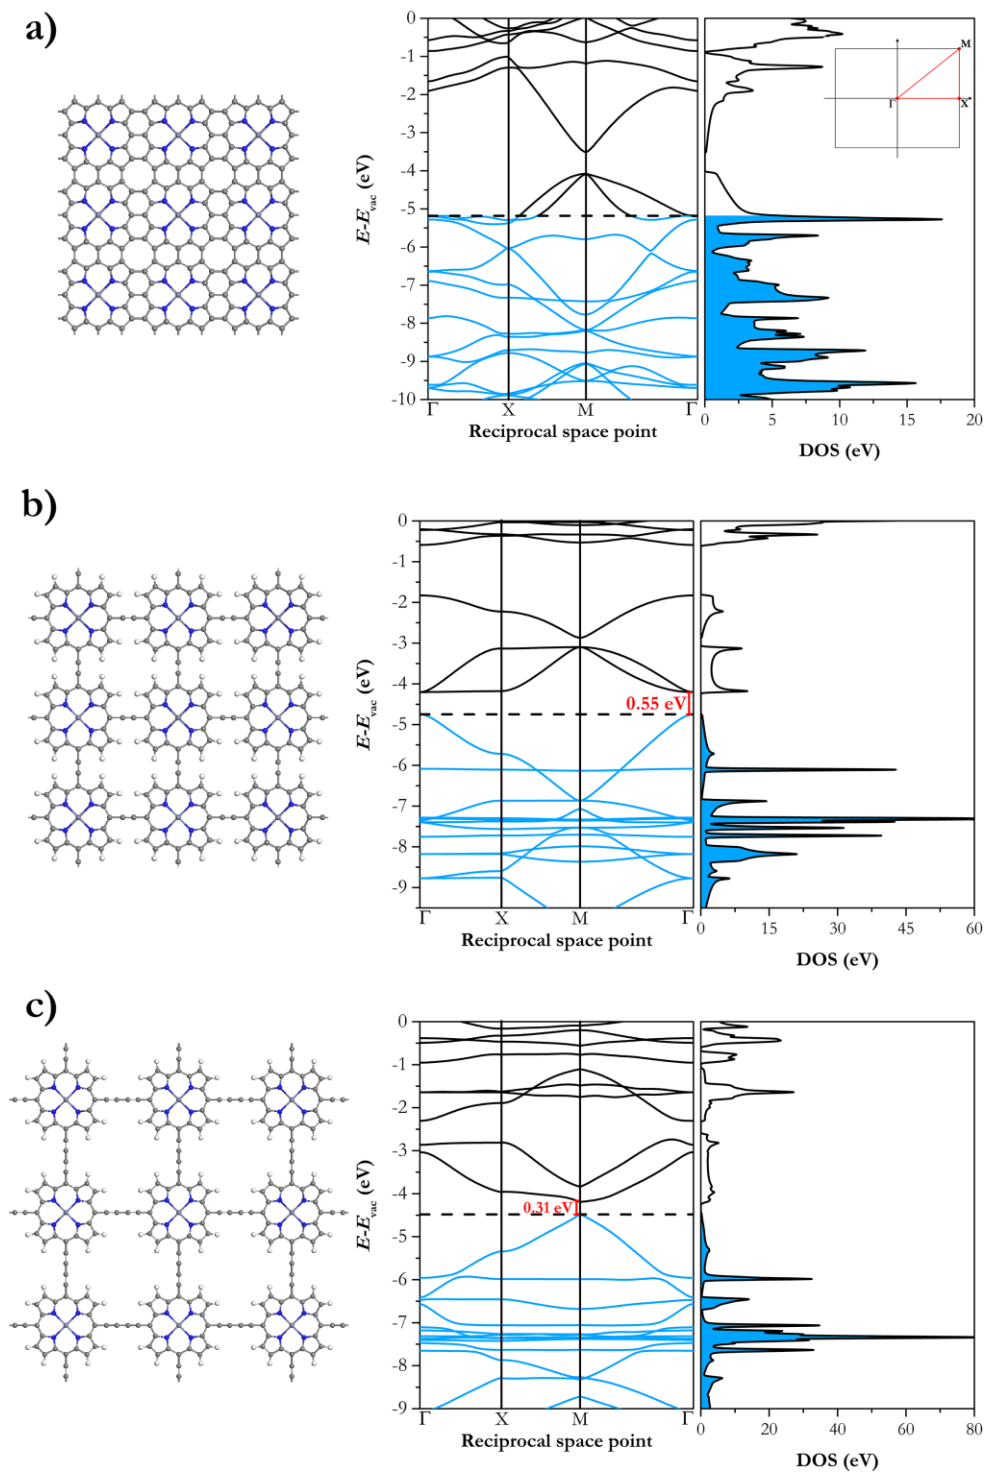 a)
0
-1
-2
-3
-4
-5
-6
-7
-8
-9
-10
E-E_vac (eV)
Γ X M Γ
Reciprocal space point
M
Γ X
0 5 10 15 20
DOS (eV)
b)
0
-1
-2
-3
-4
-5
-6
-7
-8
-9
E-E_vac (eV)
0.55 eV
Γ X M Γ
Reciprocal space point
0 15 30 45 60
DOS (eV)
c)
0
-1
-2
-3
-4
-5
-6
-7
-8
-9
E-E_vac (eV)
0.31 eV
Γ X M Γ
Reciprocal space point
0 20 40 60 80
DOS (eV)